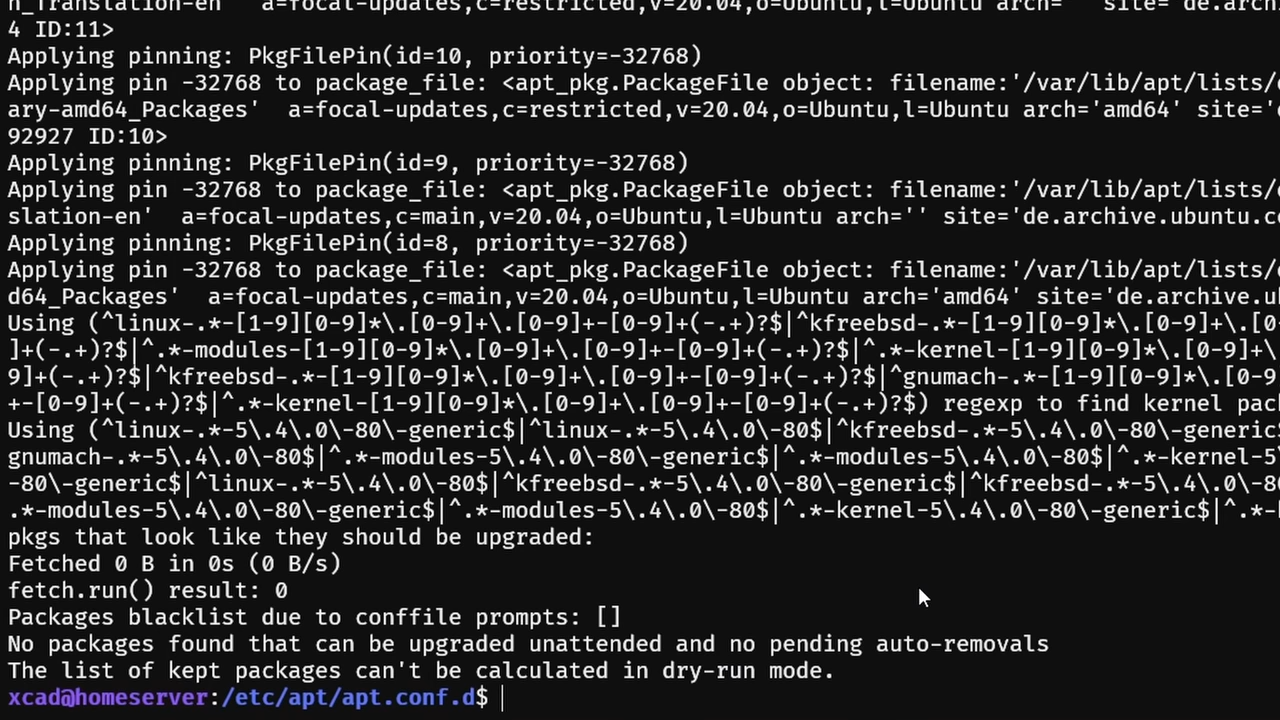 n_Translation-en'  a=focal-updates,c=restricted,v=20.04,o=Ubuntu,l=Ubuntu arch=''  site='de.arch
4 ID:11>
Applying pinning: PkgFilePin(id=10, priority=-32768)
Applying pin -32768 to package_file: <apt_pkg.PackageFile object: filename:'/var/lib/apt/lists/
ary-amd64_Packages'  a=focal-updates,c=restricted,v=20.04,o=Ubuntu,l=Ubuntu arch='amd64' site='
92927 ID:10>
Applying pinning: PkgFilePin(id=9, priority=-32768)
Applying pin -32768 to package_file: <apt_pkg.PackageFile object: filename:'/var/lib/apt/lists/
slation-en'  a=focal-updates,c=main,v=20.04,o=Ubuntu,l=Ubuntu arch='' site='de.archive.ubuntu.c
Applying pinning: PkgFilePin(id=8, priority=-32768)
Applying pin -32768 to package_file: <apt_pkg.PackageFile object: filename:'/var/lib/apt/lists/
d64_Packages'  a=focal-updates,c=main,v=20.04,o=Ubuntu,l=Ubuntu arch='amd64' site='de.archive.u
Using (^linux-.*-[1-9][0-9]*\.[0-9]+\.[0-9]+-[0-9]+(-.+)?$|^kfreebsd-.*-[1-9][0-9]*\.[0-9]+\.[0
]+(-.+)?$|^.*-modules-[1-9][0-9]*\.[0-9]+\.[0-9]+-[0-9]+(-.+)?$|^.*-kernel-[1-9][0-9]*\.[0-9]+\
9]+(-.+)?$|^kfreebsd-.*-[1-9][0-9]*\.[0-9]+\.[0-9]+-[0-9]+(-.+)?$|^gnumach-.*-[1-9][0-9]*\.[0-9
+-[0-9]+(-.+)?$|^.*-kernel-[1-9][0-9]*\.[0-9]+\.[0-9]+-[0-9]+(-.+)?$) regexp to find kernel pac
Using (^linux-.*-5\.4\.0\-80\-generic$|^linux-.*-5\.4\.0\-80$|^kfreebsd-.*-5\.4\.0\-80\-generic
gnumach-.*-5\.4\.0\-80$|^.*-modules-5\.4\.0\-80\-generic$|^.*-modules-5\.4\.0\-80$|^.*-kernel-5
-80\-generic$|^linux-.*-5\.4\.0\-80$|^kfreebsd-.*-5\.4\.0\-80\-generic$|^kfreebsd-.*-5\.4\.0\-8
.*-modules-5\.4\.0\-80\-generic$|^.*-modules-5\.4\.0\-80$|^.*-kernel-5\.4\.0\-80\-generic$|^.*-
pkgs that look like they should be upgraded:
Fetched 0 B in 0s (0 B/s)
fetch.run() result: 0
Packages blacklist due to conffile prompts: []
No packages found that can be upgraded unattended and no pending auto-removals
The list of kept packages can't be calculated in dry-run mode.
xcad@homeserver:/etc/apt/apt.conf.d$